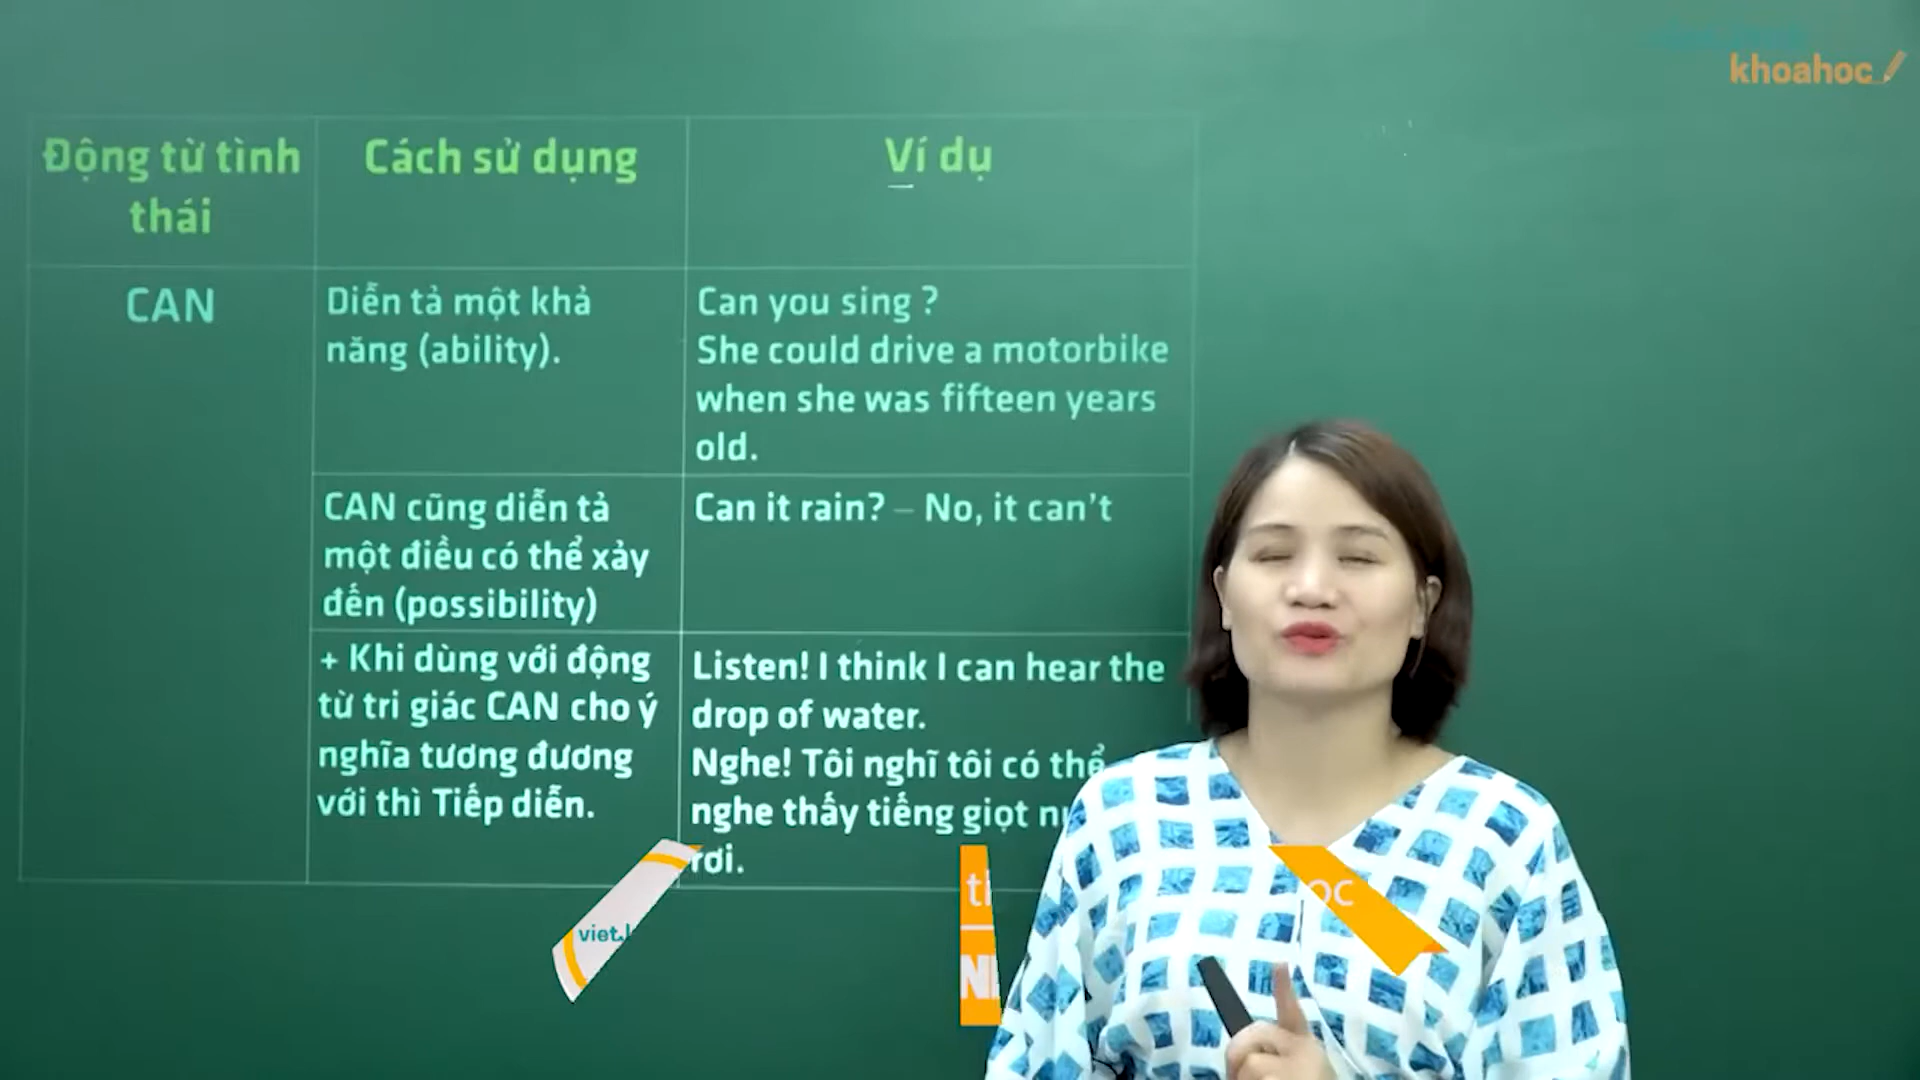 khoahoc
Động từ tình
thái
Cách sử dụng
Ví dụ
CAN
Diễn tả một khả
năng (ability).
Can you sing ?
She could drive a motorbike
when she was fifteen years
old.
CAN cũng diễn tả
một điều có thể xảy
đến (possibility)
Can it rain? – No, it can't
+ Khi dùng với động
từ tri giác CAN cho ý
nghĩa tương đương
với thì Tiếp diễn.
Listen! I think I can hear the
drop of water.
Nghe! Tôi nghĩ tôi có thể
nghe thấy tiếng giọt
rơi.